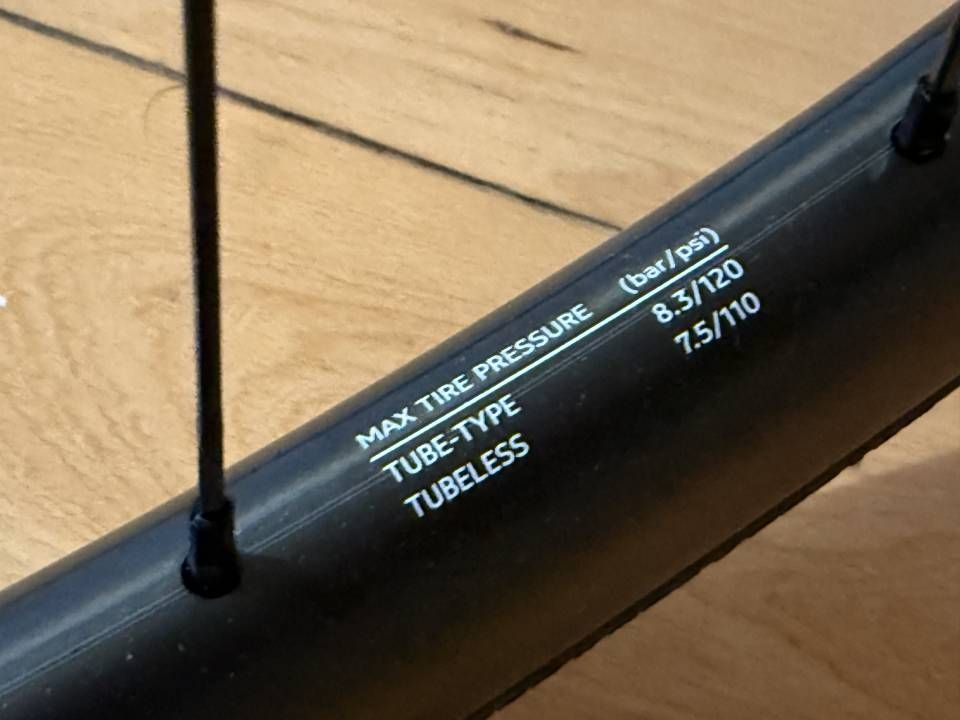 MAX TIRE PRESSURE (bar/psi)
TUBE-TYPE 8.3/120
TUBELESS 7.5/110